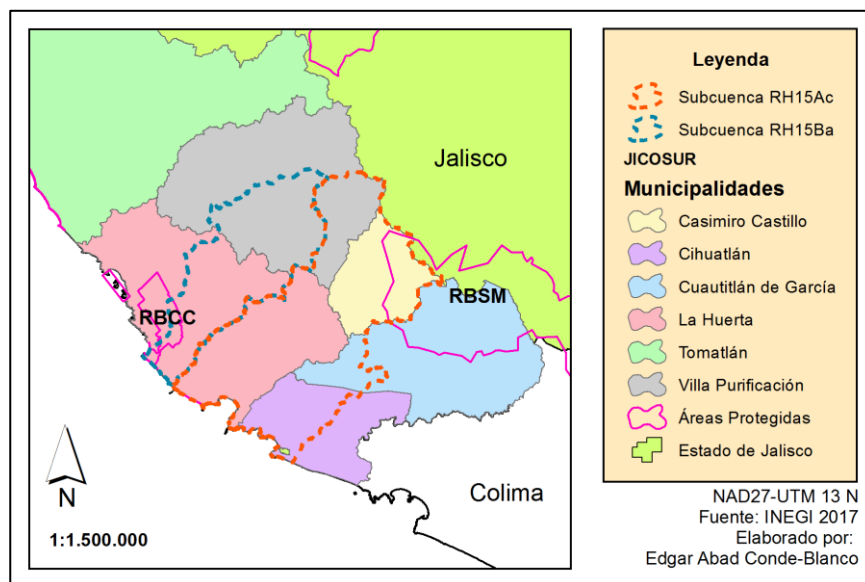 Jalisco
RBCC
RBSM
Colima
N
1:1.500.000
Leyenda
Subcuenca RH15Ac
Subcuenca RH15Ba
JICOSUR
Municipalidades
Casimiro Castillo
Cihuatlán
Cuautitlán de García
La Huerta
Tomatlán
Villa Purificación
Áreas Protegidas
Estado de Jalisco
NAD27-UTM 13 N
Fuente: INEGI 2017
Elaborado por:
Edgar Abad Conde-Blanco